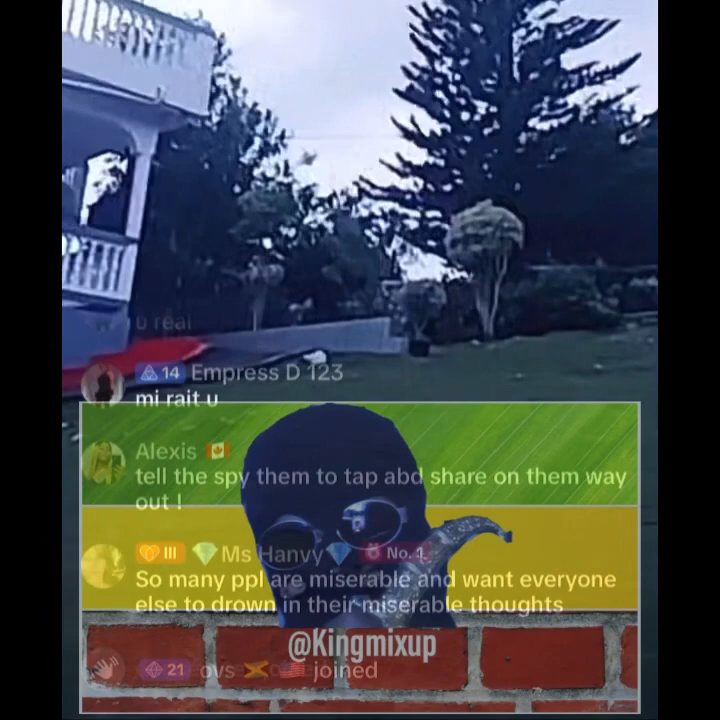 u real
14 Empress D 123
mi rait u
Alexis
tell the spy them to tap abd share on them way
out !
III Ms Hanvy No. 1
So many ppl are miserable and want everyone
else to drown in their miserable thoughts
@Kingmixup
21 ovs joined